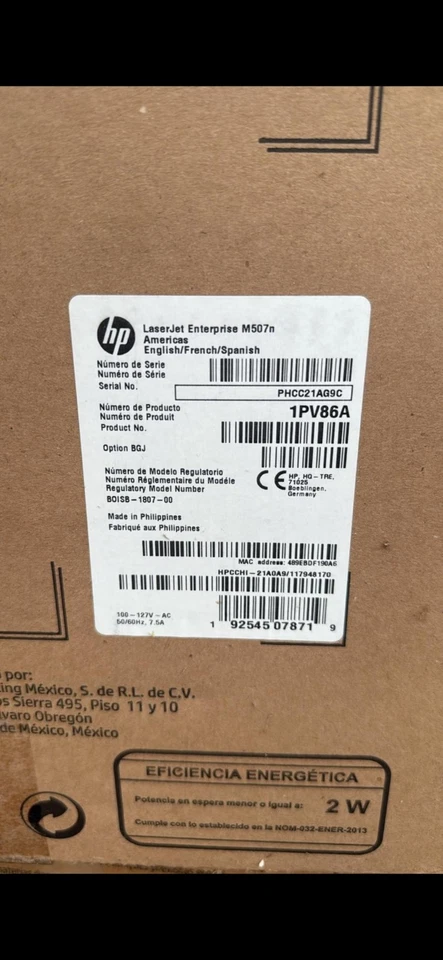 hp
LaserJet Enterprise M507n
Americas
English/French/Spanish
Número de Serie
Numéro de Série
Serial No.
PHCC21AG9C
Número de Producto
Numéro de Produit
Product No.
1PV86A
Option BGJ
Número de Modelo Regulatorio
Numéro Réglementaire du Modéle
Regulatory Model Number
BOISB-1807-00
CE HP, HQ-TRE,
71025
Boeblingen,
Germany
Made in Philippines
Fabriqué aux Philippines
MAC address: 489EBDF190A6
HPCCHI-21A0A9/117948170
100-127V-AC
50/60Hz, 7.5A
1 92545 07871 9
por:
ing México, S. de R.L. de C.V.
os Sierra 495, Piso 11 y 10
lvaro Obregón
de México, México
EFICIENCIA ENERGÉTICA
Potencia en espera menor o igual a: 2 W
Cumple con lo establecido en la NOM-032-ENER-2013